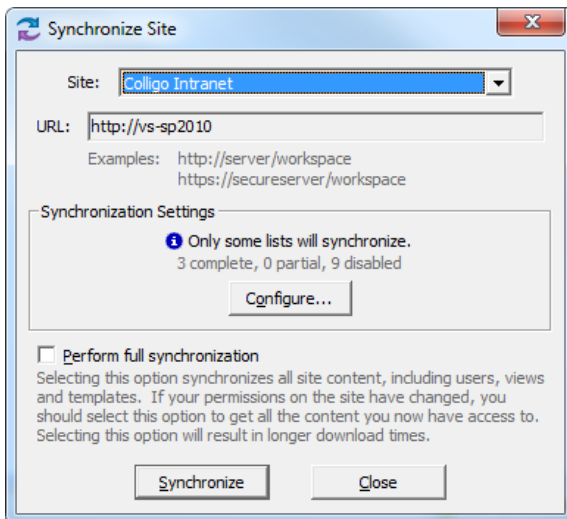 Synchronize Site
Site: Colligo Intranet
URL: http://vs-sp2010
Examples: http://server/workspace
https://secureserver/workspace
Synchronization Settings
Only some lists will synchronize.
3 complete, 0 partial, 9 disabled
Configure...
Perform full synchronization
Selecting this option synchronizes all site content, including users, views
and templates. If your permissions on the site have changed, you
should select this option to get all the content you now have access to.
Selecting this option will result in longer download times.
Synchronize Close